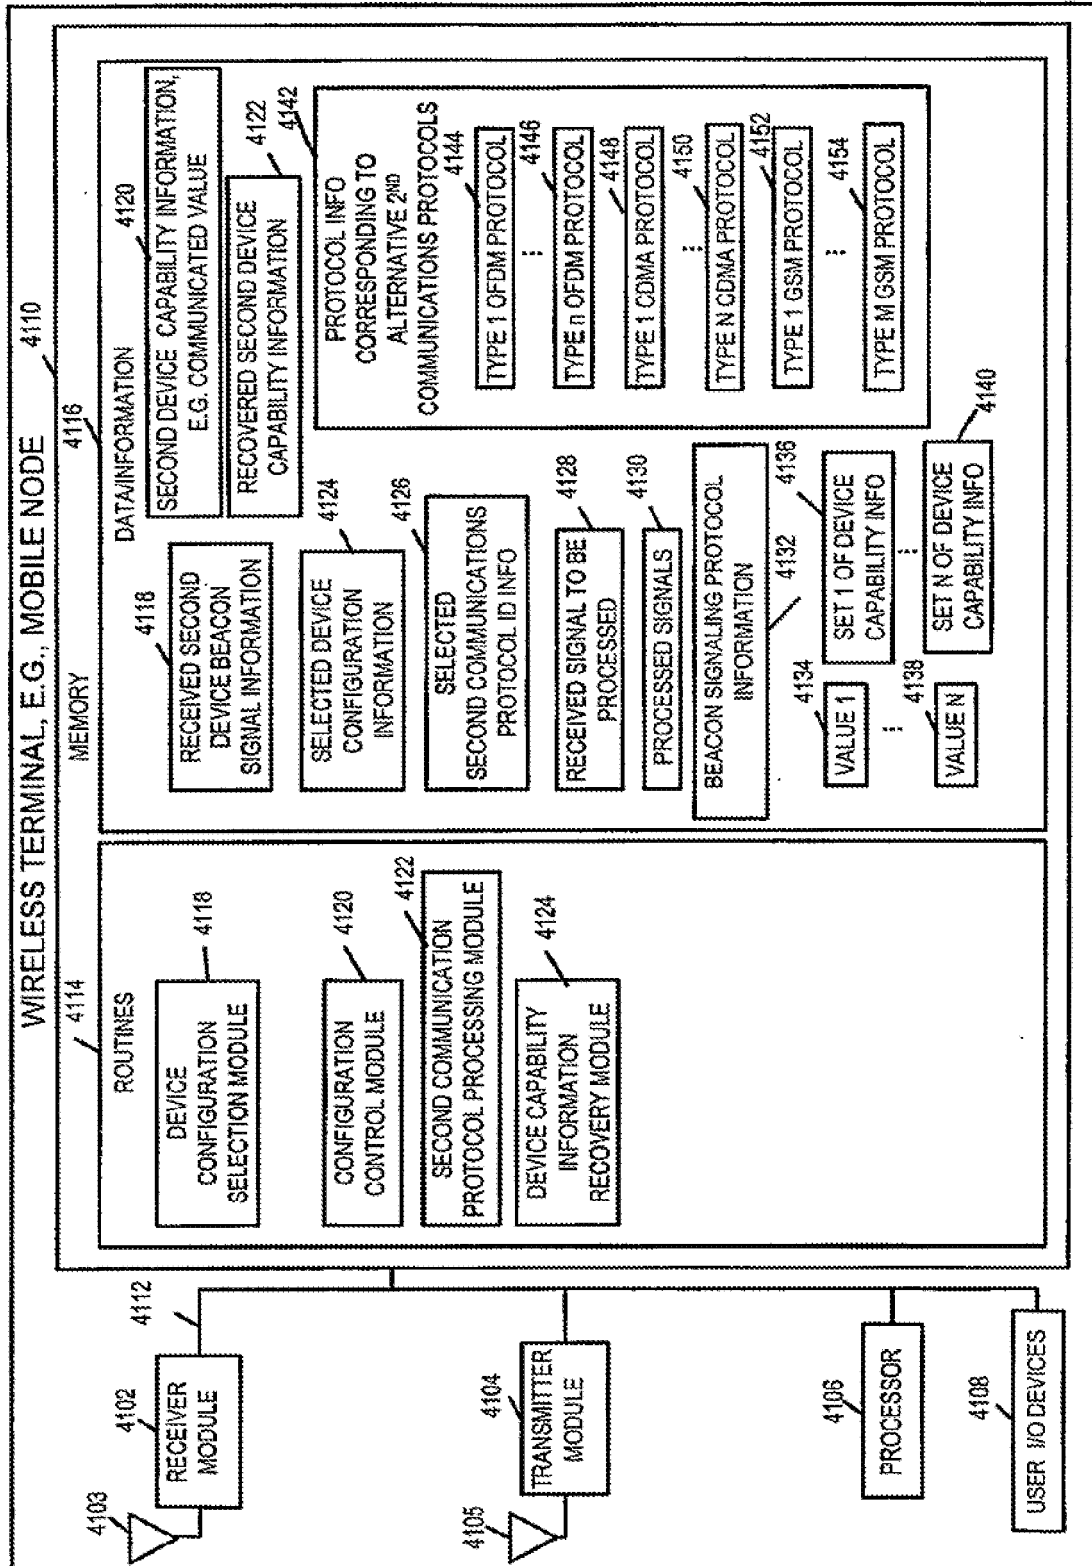 WIRELESS TERMINAL, E.G., MOBILE NODE
4103
4102
RECEIVER
MODULE
4112
4105
4104
TRANSMITTER
MODULE
4106
PROCESSOR
4108
USER I/O DEVICES
4110
MEMORY
4114
ROUTINES
4118
DEVICE
CONFIGURATION
SELECTION MODULE
4120
CONFIGURATION
CONTROL MODULE
4122
SECOND COMMUNICATION
PROTOCOL PROCESSING MODULE
4124
DEVICE CAPABILITY
INFORMATION
RECOVERY MODULE
4116
DATA/INFORMATION
4118
RECEIVED SECOND
DEVICE BEACON
SIGNAL INFORMATION
4120
SECOND DEVICE CAPABILITY INFORMATION,
E.G. COMMUNICATED VALUE
4122
RECOVERED SECOND DEVICE
CAPABILITY INFORMATION
4124
SELECTED DEVICE
CONFIGURATION
INFORMATION
4126
SELECTED
SECOND COMMUNICATIONS
PROTOCOL ID INFO
4128
RECEIVED SIGNAL TO BE
PROCESSED
4130
PROCESSED SIGNALS
4132
BEACON SIGNALING PROTOCOL
INFORMATION
4134
VALUE 1
4136
SET 1 OF DEVICE
CAPABILITY INFO
...
...
4138
VALUE N
4140
SET N OF DEVICE
CAPABILITY INFO
4142
PROTOCOL INFO
CORRESPONDING TO
ALTERNATIVE 2ND
COMMUNICATIONS PROTOCOLS
4144
TYPE 1 OFDM PROTOCOL
...
4146
TYPE n OFDM PROTOCOL
4148
TYPE 1 CDMA PROTOCOL
...
4150
TYPE N CDMA PROTOCOL
4152
TYPE 1 GSM PROTOCOL
...
4154
TYPE M GSM PROTOCOL